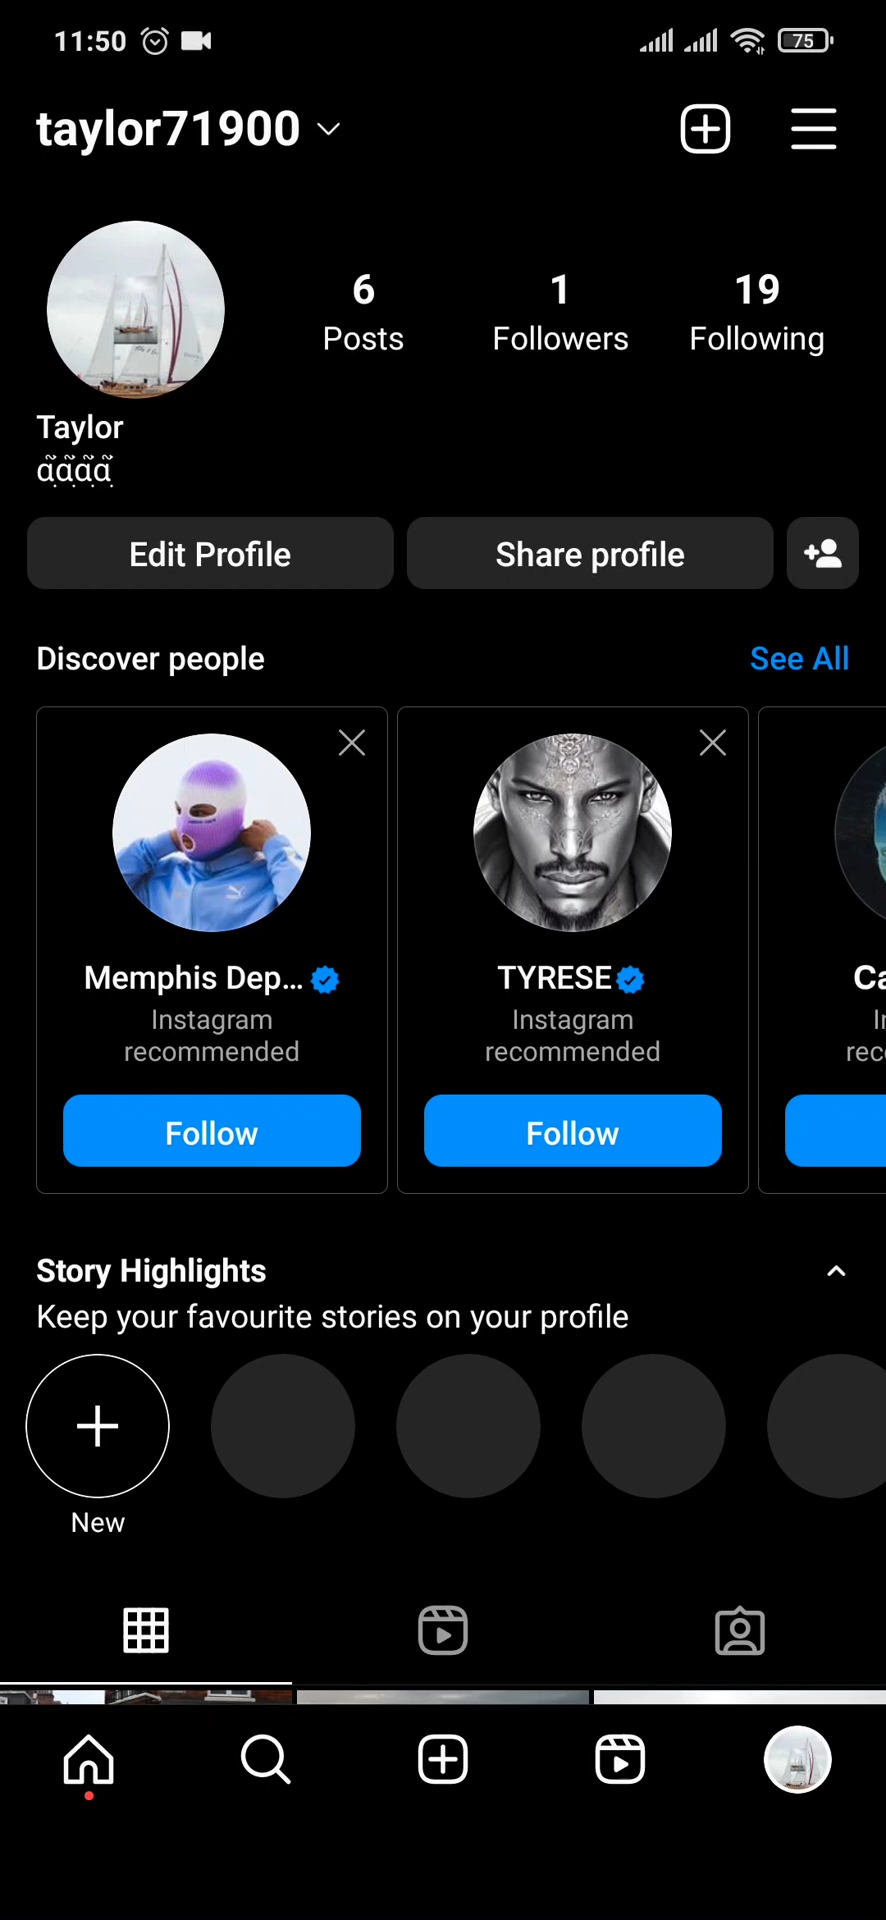 11:50
75
taylor71900
6
1
19
Posts
Followers
Following
Taylor
Edit Profile
Share profile
Discover people
See All
Memphis Dep...
TYRESE
Instagram
recommended
Instagram
recommended
Follow
Follow
Story Highlights
Keep your favourite stories on your profile
New